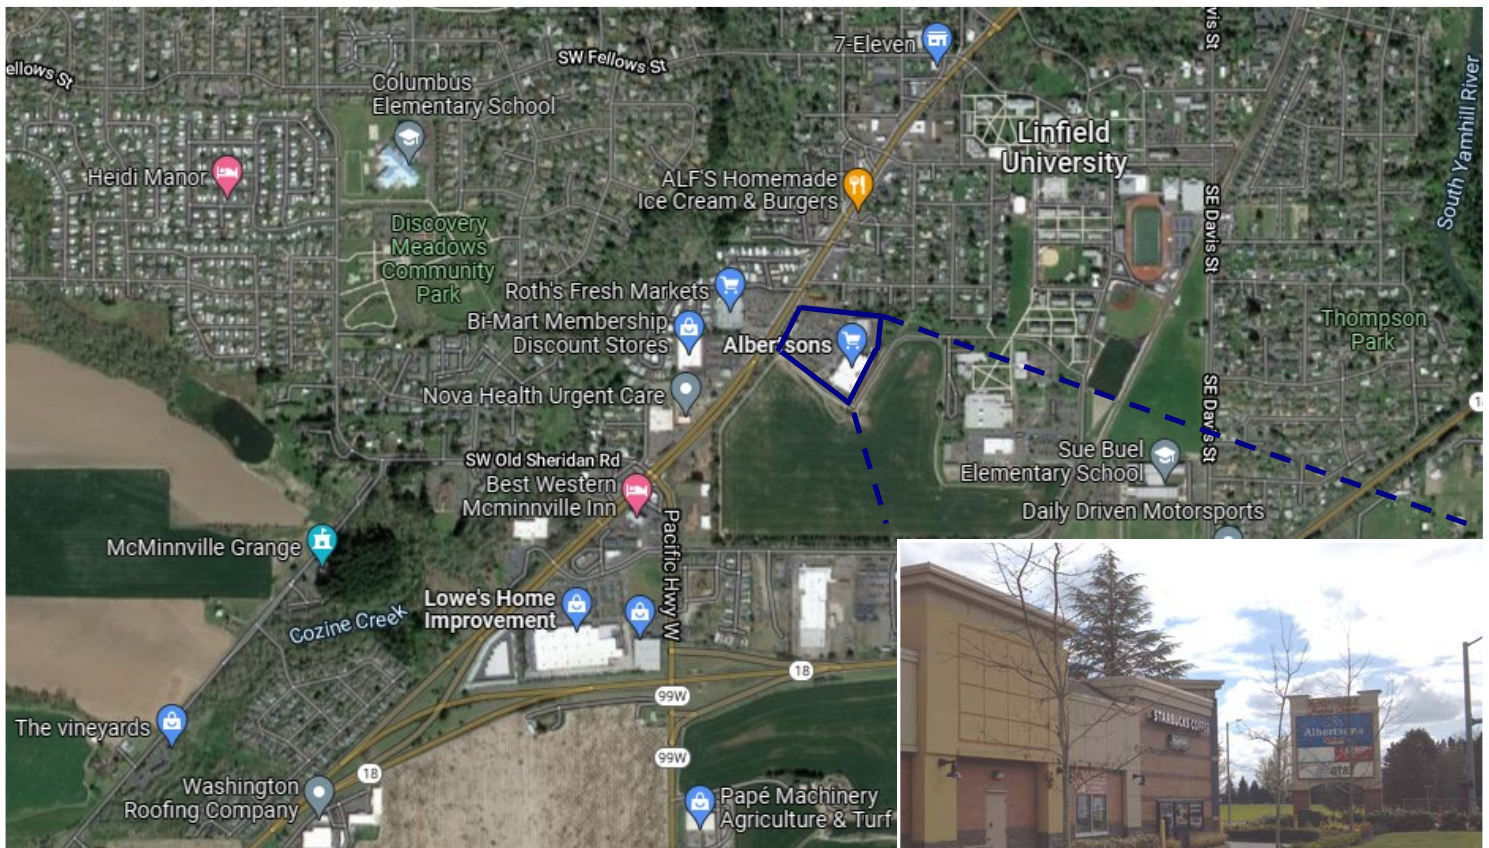 7-Eleven
vis St
SW Fellows St
ellows St
Columbus
Elementary School
Linfield
University
South Yamhill River
Heidi Manor
ALF'S Homemade
Ice Cream & Burgers
SE Davis St
Discovery
Meadows
Community
Park
Roth's Fresh Markets
Bi-Mart Membership
Discount Stores
Albertsons
Thompson
Park
Nova Health Urgent Care
SE Davis St
18
SW Old Sheridan Rd
Best Western
Mcminnville Inn
Sue Buel
Elementary School
Daily Driven Motorsports
Pacific Hwy W
McMinnville Grange
Lowe's Home
Improvement
Cozine Creek
18
99W
The vineyards
99W
18
Washington
Roofing Company
Papé Machinery
Agriculture & Turf
STARBUCKS COFFEE
Albertsons